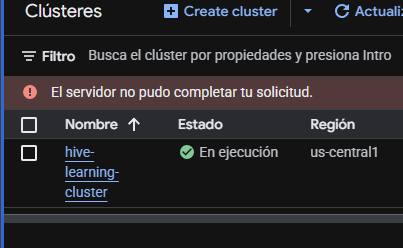 Clústeres Create cluster Actualiz
Filtro Busca el clúster por propiedades y presiona Intro
El servidor no pudo completar tu solicitud.
Nombre Estado Región
hive-learning-cluster En ejecución us-central1